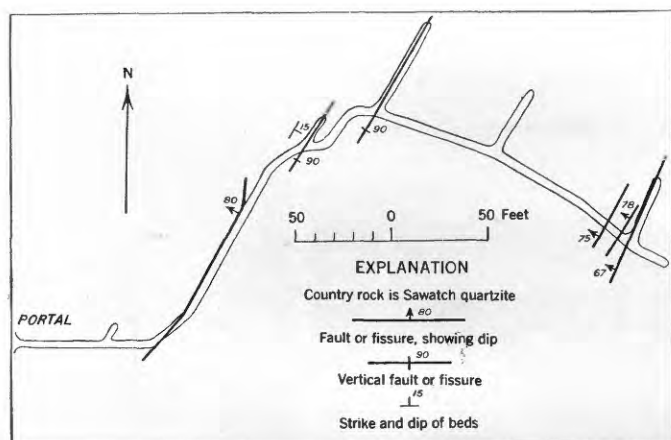 N
15
90
90
80
78
75
67
50 0 50 Feet
EXPLANATION
Country rock is Sawatch quartzite
80
Fault or fissure, showing dip
90
Vertical fault or fissure
15
Strike and dip of beds
PORTAL